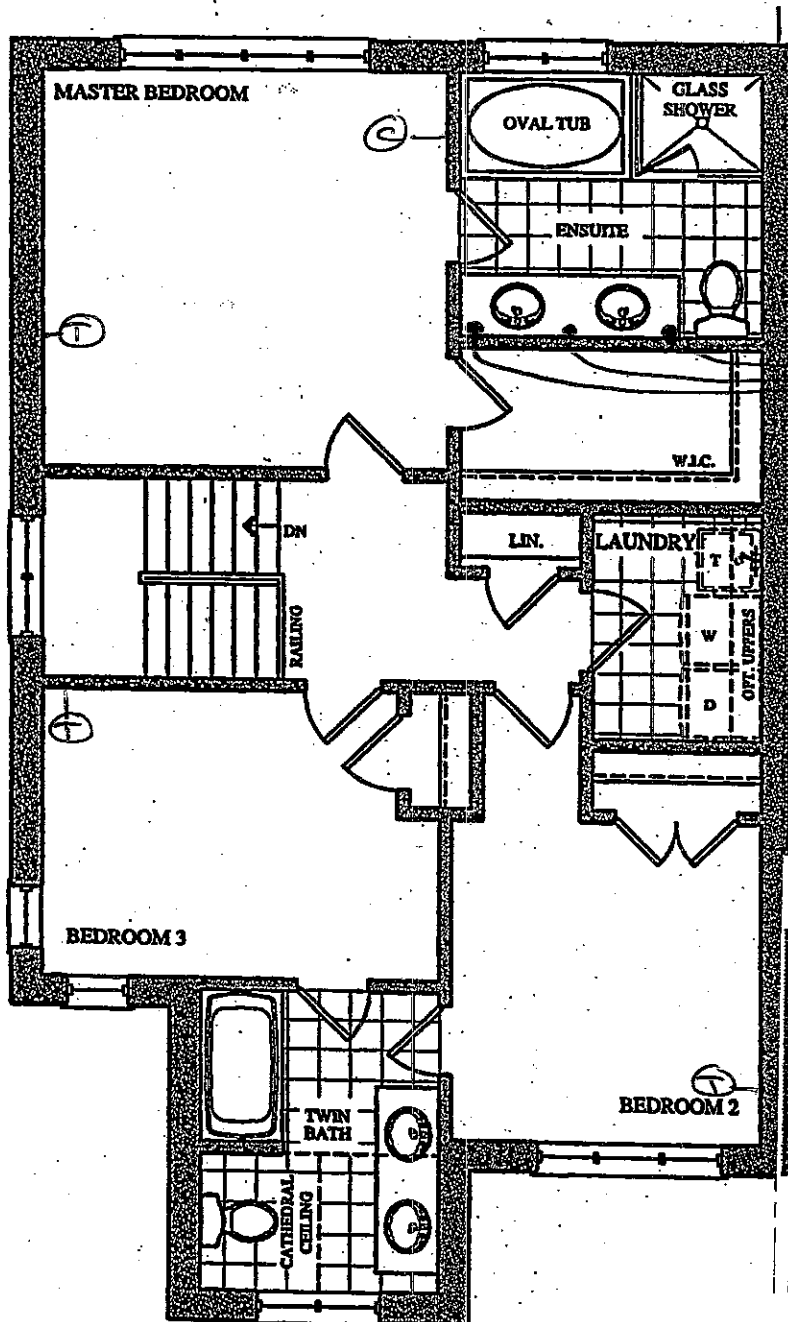 MASTER BEDROOM
C
OVAL TUB
GLASS
SHOWER
ENSUITE
T
W.I.C.
DN
RAILING
LIN.
LAUNDRY
T
W
D
OPT. UPPERS
T
BEDROOM 3
T
BEDROOM 2
TWIN
BATH
CATHEDRAL
CEILING